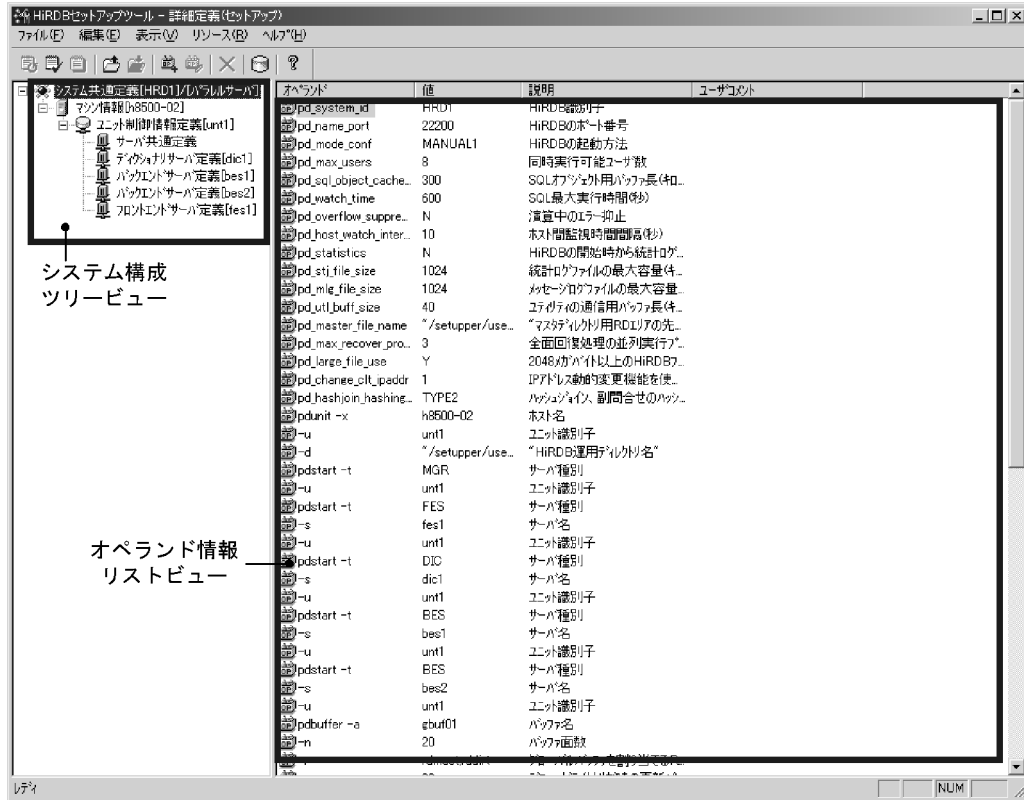 HiRDBセットアップツール - 詳細定義(セットアップ)
ファイル(F) 編集(E) 表示(V) リソース(R) ヘルプ(H)
システム共通定義[HRD1]/[パラレルサーバ]
マシン情報[h8500-02]
ユニット制御情報定義[unt1]
サーバ共通定義
ディクショナリサーバ定義[dic1]
バックエンドサーバ定義[bes1]
バックエンドサーバ定義[bes2]
フロントエンドサーバ定義[fes1]
システム構成
ツリービュー
オペランド情報
リストビュー
オペランド 値 説明 ユーザコメント
pd_system_id HRD1 HiRDB識別子
pd_name_port 22200 HiRDBのポート番号
pd_mode_conf MANUAL1 HiRDBの起動方法
pd_max_users 8 同時実行可能ユーザ数
pd_sql_object_cache... 300 SQLオブジェクト用バッファ長(キロ...
pd_watch_time 600 SQL最大実行時間(秒)
pd_overflow_suppre... N 演算中のエラー抑止
pd_host_watch_inter... 10 ホスト間監視時間間隔(秒)
pd_statistics N HiRDBの開始時から統計ログ...
pd_stj_file_size 1024 統計ログファイルの最大容量(キ...
pd_mlg_file_size 1024 メッセージログファイルの最大容量...
pd_utl_buff_size 40 ユティリティの通信用バッファ長(キ...
pd_master_file_name "/setupper/use... "マスタディレクトリ用RDエリアの先...
pd_max_recover_pro... 3 全面回復処理の並列実行プ...
pd_large_file_use Y 2048メガバイト以上のHiRDBフ...
pd_change_clt_ipaddr 1 IPアドレス動的変更機能を使...
pd_hashjoin_hashing... TYPE2 ハッシュジョイン、副問合せのハッシ...
pdunit -x h8500-02 ホスト名
-u unt1 ユニット識別子
-d "/setupper/use... "HiRDB運用ディレクトリ名"
pdstart -t MGR サーバ種別
-u unt1 ユニット識別子
pdstart -t FES サーバ種別
-s fes1 サーバ名
-u unt1 ユニット識別子
pdstart -t DIC サーバ種別
-s dic1 サーバ名
-u unt1 ユニット識別子
pdstart -t BES サーバ種別
-s bes1 サーバ名
-u unt1 ユニット識別子
pdstart -t BES サーバ種別
-s bes2 サーバ名
-u unt1 ユニット識別子
pdbuffer -a gbuf01 バッファ名
-n 20 バッファ面数
レディ NUM